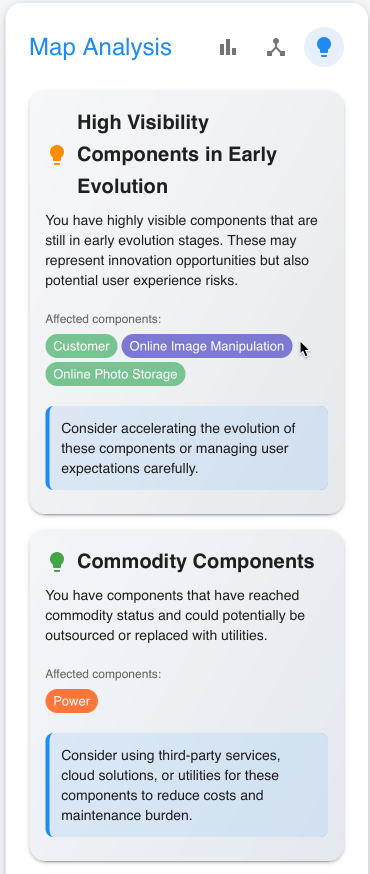 Map Analysis
High Visibility
Components in Early
Evolution
You have highly visible components that are
still in early evolution stages. These may
represent innovation opportunities but also
potential user experience risks.
Affected components:
Customer Online Image Manipulation
Online Photo Storage
Consider accelerating the evolution of
these components or managing user
expectations carefully.
Commodity Components
You have components that have reached
commodity status and could potentially be
outsourced or replaced with utilities.
Affected components:
Power
Consider using third-party services,
cloud solutions, or utilities for these
components to reduce costs and
maintenance burden.